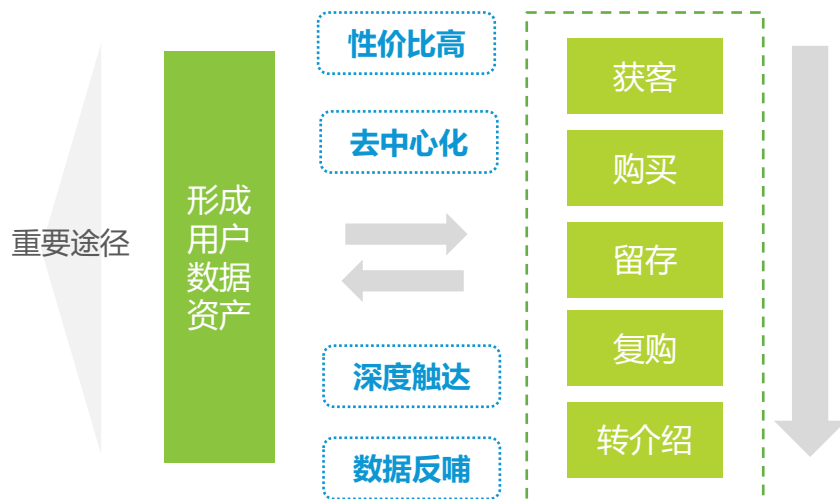 重要途径
形成
用户
数据
资产
性价比高
去中心化
深度触达
数据反哺
获客
购买
留存
复购
转介绍